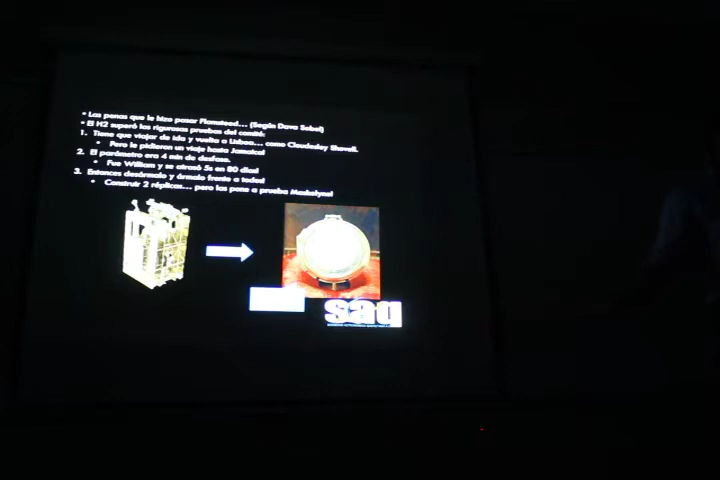 • Las penas que le hizo pasar Flamsteed... (Según Dava Sobel)
• El H2 superó las rigurosas pruebas del comité:
1. Tiene que viajar de ida y vuelta a Lisboa... como Cloudesley Shovell.
• Pero le pidieron un viaje hasta Jamaica!
2. El parámetro era 4 min de desfase.
• Fue William y se atrasó 5s en 80 días!
3. Entonces desármalo y ármalo frente a todos!
• Construir 2 réplicas... pero las pone a prueba Maskelyne!
saq